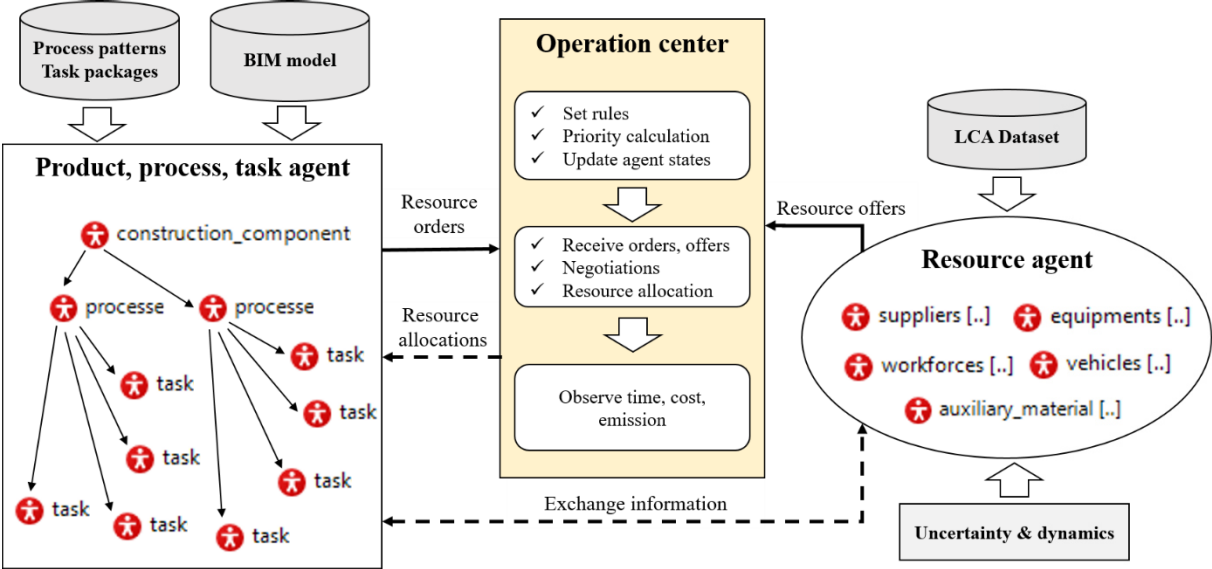 Process patterns
Task packages
BIM model
Product, process, task agent
construction_component
processe
processe
task
task
task
task
task
task
task
task
Resource
orders
Resource
allocations
Exchange information
Operation center
✓ Set rules
✓ Priority calculation
✓ Update agent states
✓ Receive orders, offers
✓ Negotiations
✓ Resource allocation
Observe time, cost,
emission
Resource offers
LCA Dataset
Resource agent
suppliers [..]
equipments [..]
workforces [..]
vehicles [..]
auxiliary_material [..]
Uncertainty & dynamics